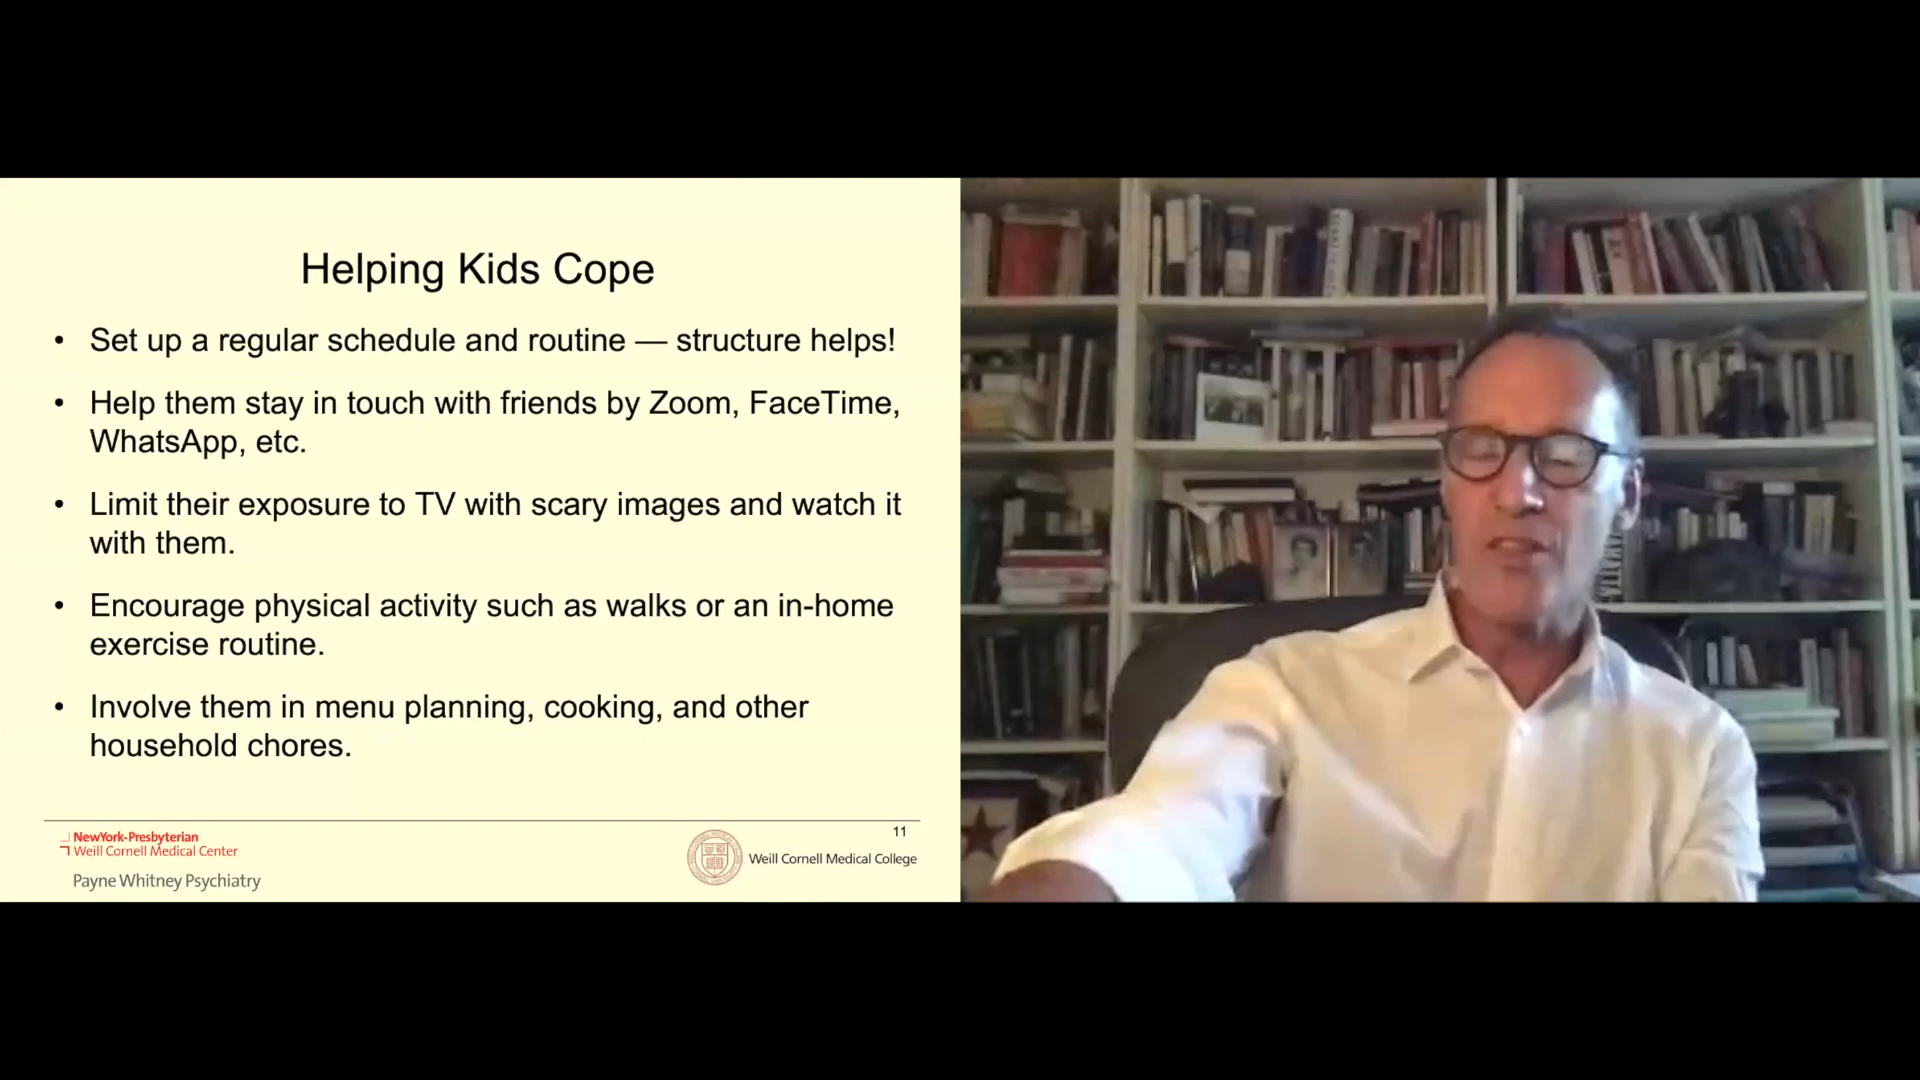 Helping Kids Cope
• Set up a regular schedule and routine — structure helps!
• Help them stay in touch with friends by Zoom, FaceTime,
WhatsApp, etc.
• Limit their exposure to TV with scary images and watch it
with them.
• Encourage physical activity such as walks or an in-home
exercise routine.
• Involve them in menu planning, cooking, and other
household chores.
11
NewYork-Presbyterian
Weill Cornell Medical Center
Payne Whitney Psychiatry
Weill Cornell Medical College